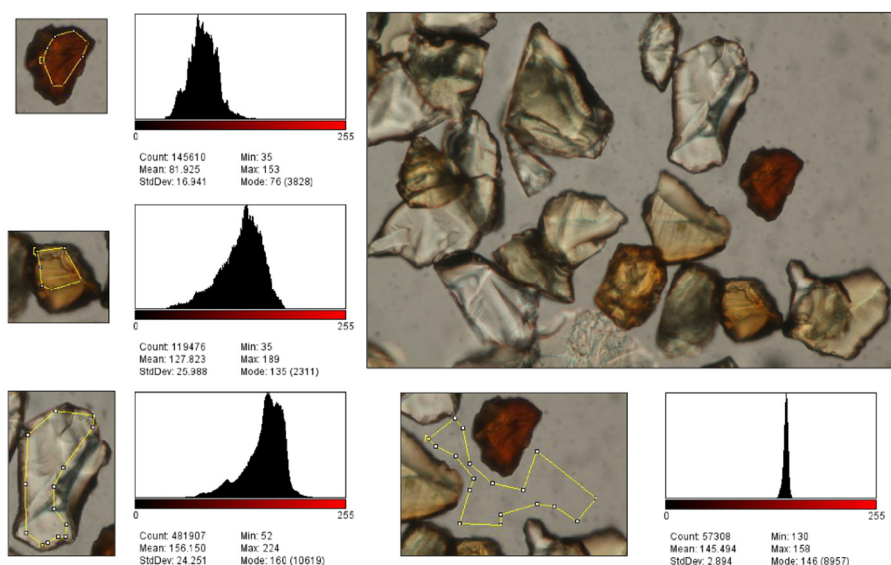 0 255
Count: 145610 Min: 35
Mean: 81.925 Max: 153
StdDev: 16.941 Mode: 76 (3828)
0 255
Count: 119476 Min: 35
Mean: 127.823 Max: 189
StdDev: 25.988 Mode: 135 (2311)
0 255
Count: 481907 Min: 52
Mean: 156.150 Max: 224
StdDev: 24.251 Mode: 160 (10619)
0 255
Count: 57308 Min: 130
Mean: 145.494 Max: 158
StdDev: 2.894 Mode: 146 (8957)